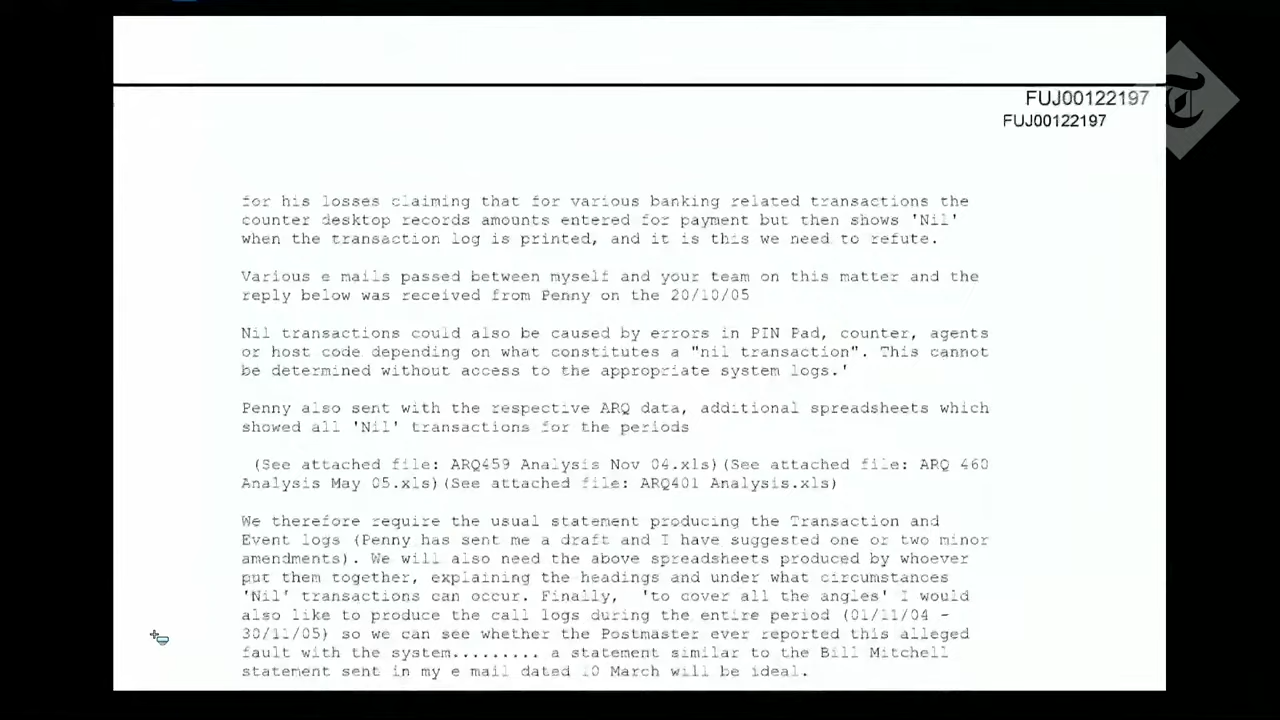 FUJ00122197
FUJ00122197
for his losses claiming that for various banking related transactions the
counter desktop records amounts entered for payment but then shows 'Nil'
when the transaction log is printed, and it is this we need to refute.
Various e mails passed between myself and your team on this matter and the
reply below was received from Penny on the 20/10/05
Nil transactions could also be caused by errors in PIN Pad, counter, agents
or host code depending on what constitutes a "nil transaction". This cannot
be determined without access to the appropriate system logs.'
Penny also sent with the respective ARQ data, additional spreadsheets which
showed all 'Nil' transactions for the periods
(See attached file: ARQ459 Analysis Nov 04.xls)(See attached file: ARQ 460
Analysis May 05.xls)(See attached file: ARQ401 Analysis.xls)
We therefore require the usual statement producing the Transaction and
Event logs (Penny has sent me a draft and I have suggested one or two minor
amendments). We will also need the above spreadsheets produced by whoever
put them together, explaining the headings and under what circumstances
'Nil' transactions can occur. Finally, 'to cover all the angles' I would
also like to produce the call logs during the entire period (01/11/04 -
30/11/05) so we can see whether the Postmaster ever reported this alleged
fault with the system......... a statement similar to the Bill Mitchell
statement sent in my e mail dated 10 March will be ideal.